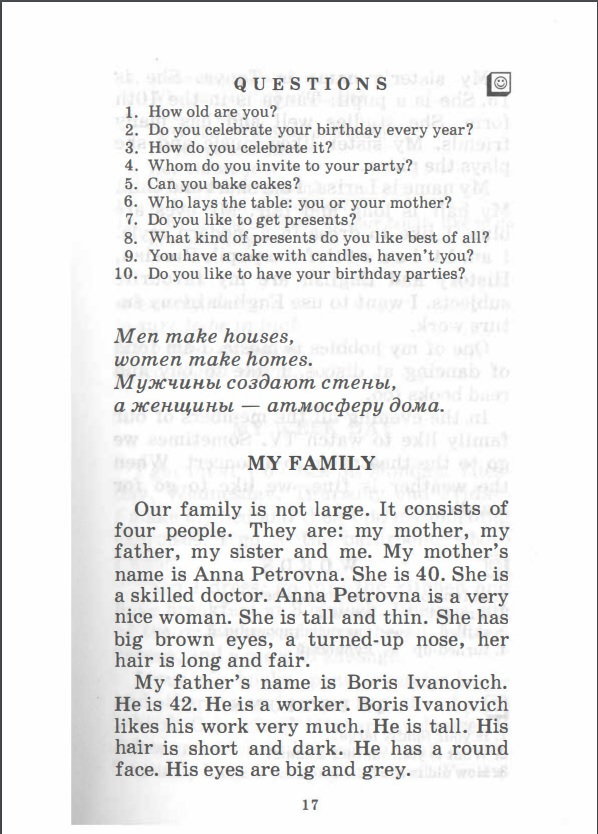 QUESTIONS
1. How old are you?
2. Do you celebrate your birthday every year?
3. How do you celebrate it?
4. Whom do you invite to your party?
5. Can you bake cakes?
6. Who lays the table: you or your mother?
7. Do you like to get presents?
8. What kind of presents do you like best of all?
9. You have a cake with candles, haven't you?
10. Do you like to have your birthday parties?
Men make houses,
women make homes.
Мужчины создают стены,
а женщины — атмосферу дома.
MY FAMILY
Our family is not large. It consists of
four people. They are: my mother, my
father, my sister and me. My mother's
name is Anna Petrovna. She is 40. She is
a skilled doctor. Anna Petrovna is a very
nice woman. She is tall and thin. She has
big brown eyes, a turned-up nose, her
hair is long and fair.
My father's name is Boris Ivanovich.
He is 42. He is a worker. Boris Ivanovich
likes his work very much. He is tall. His
hair is short and dark. He has a round
face. His eyes are big and grey.
17